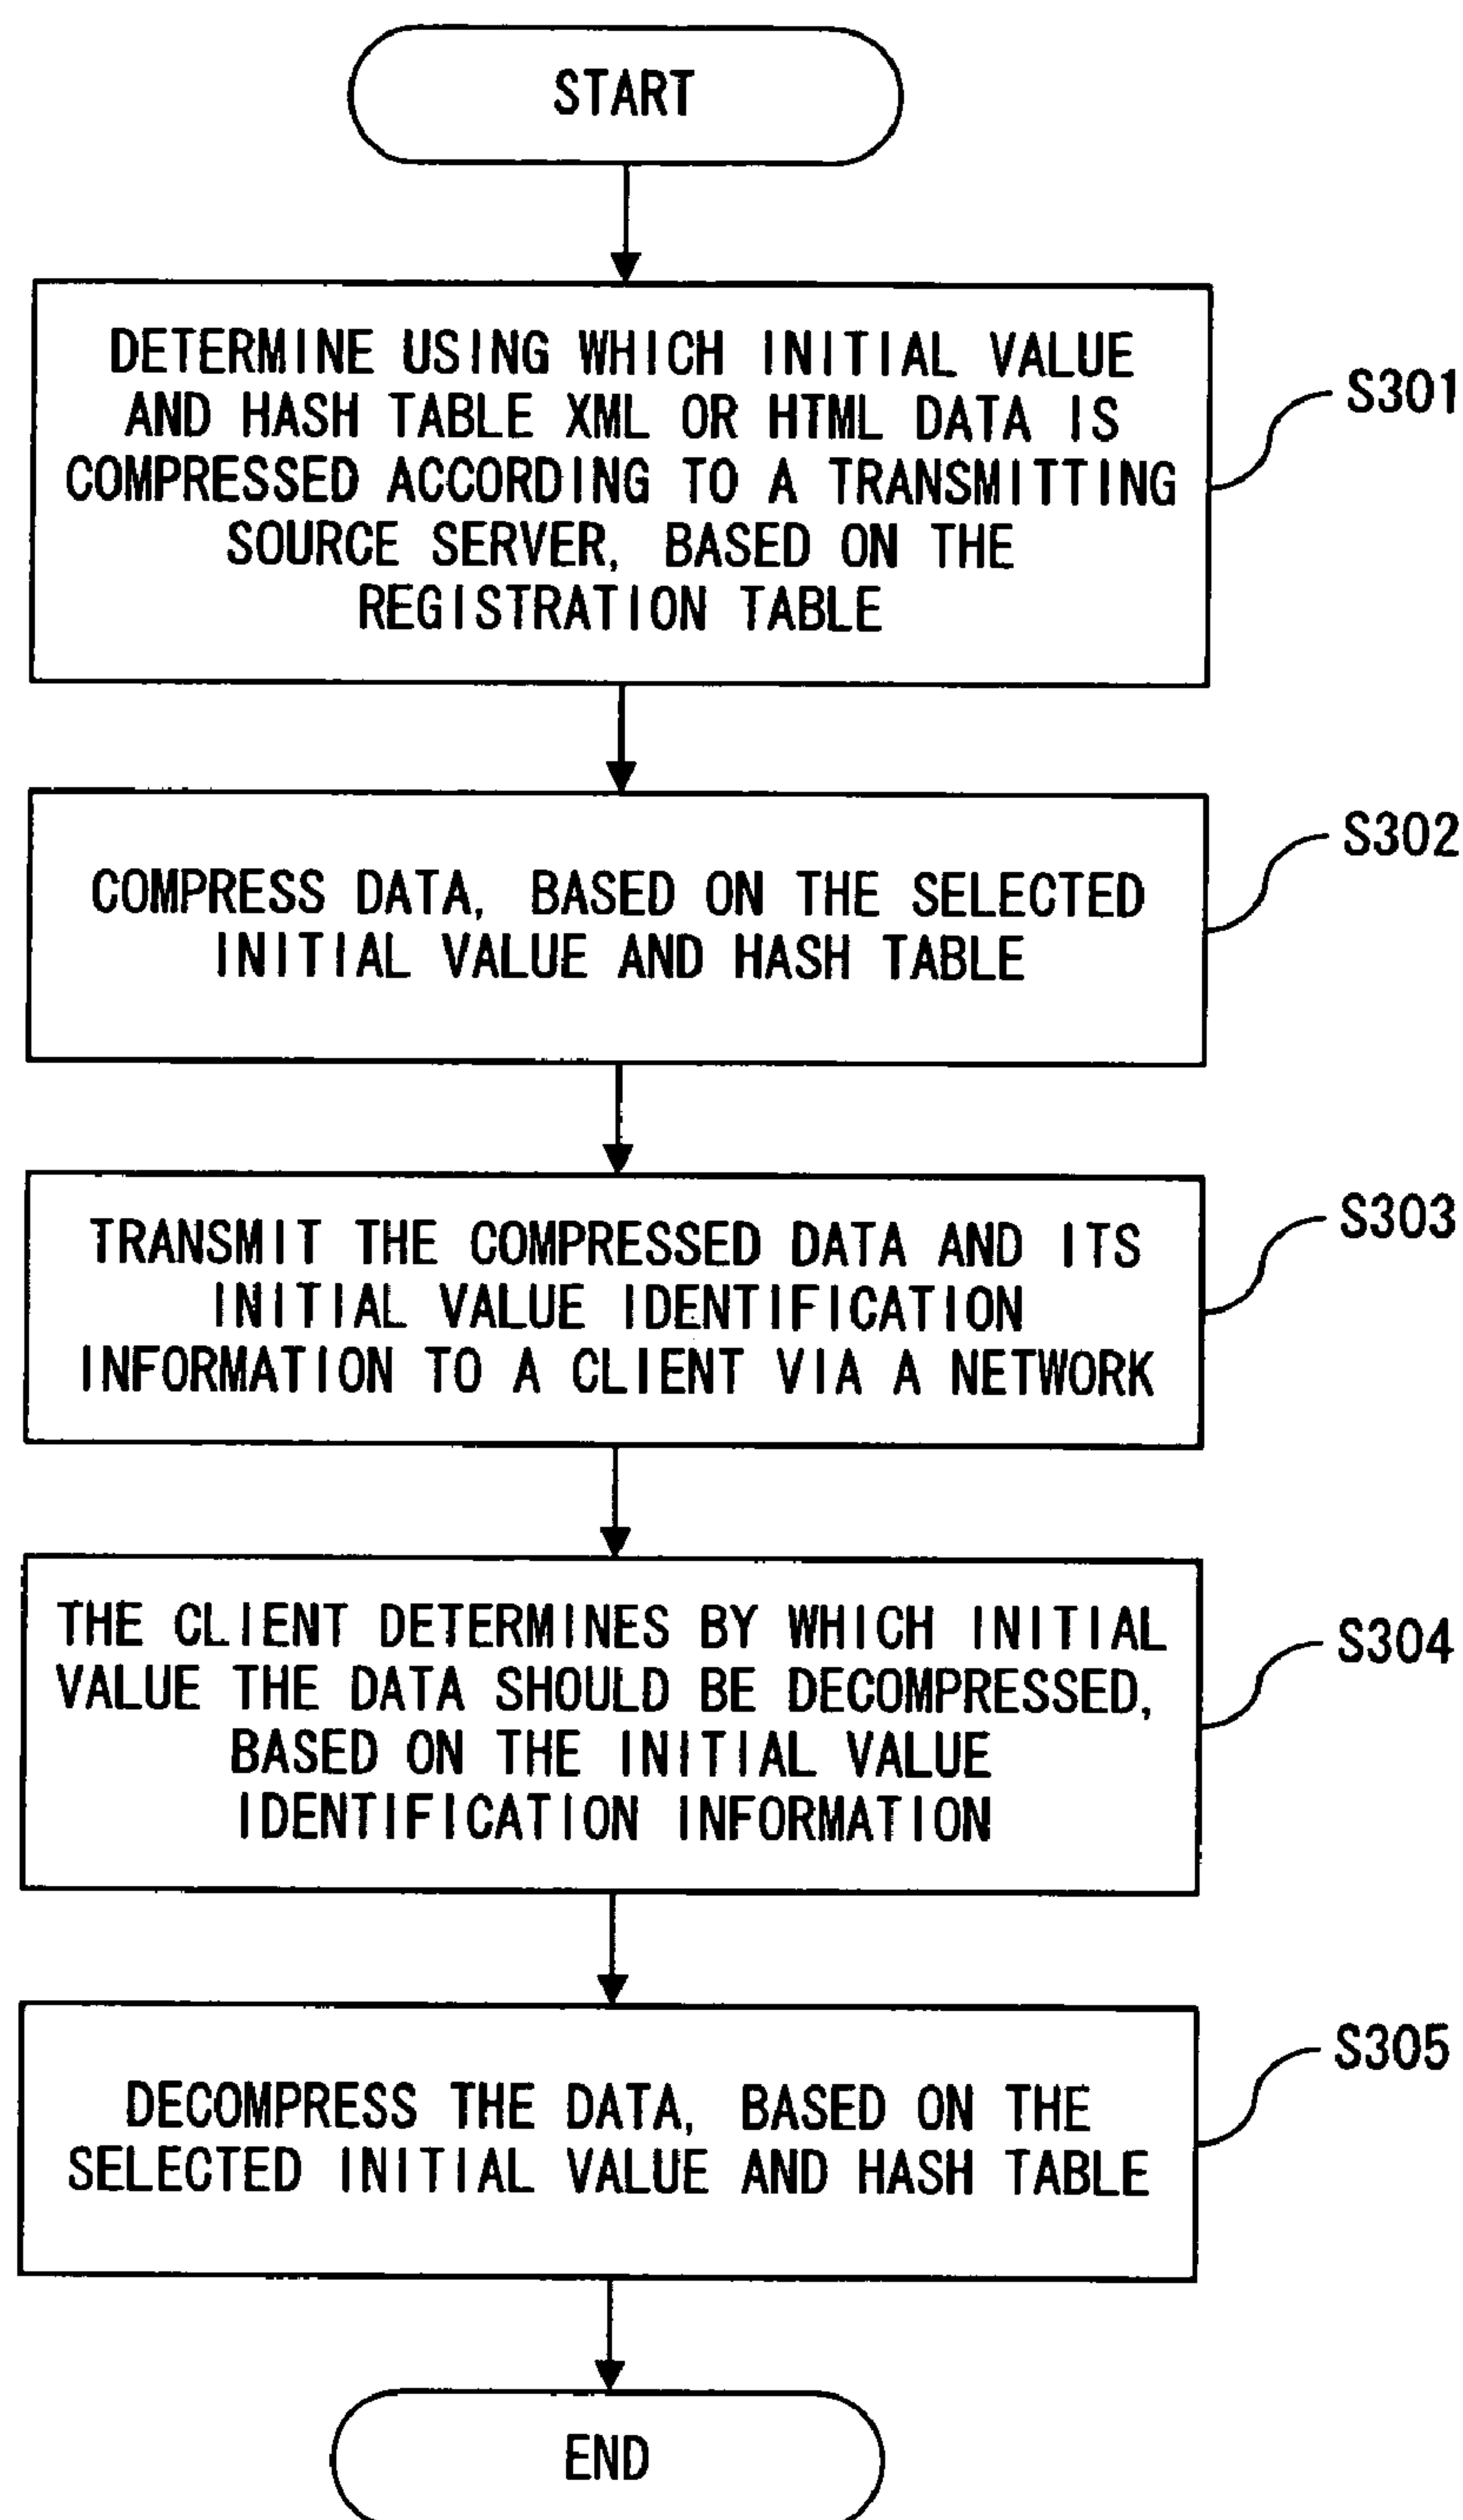 START
DETERMINE USING WHICH INITIAL VALUE
AND HASH TABLE XML OR HTML DATA IS
COMPRESSED ACCORDING TO A TRANSMITTING
SOURCE SERVER, BASED ON THE
REGISTRATION TABLE
S301
COMPRESS DATA, BASED ON THE SELECTED
INITIAL VALUE AND HASH TABLE
S302
TRANSMIT THE COMPRESSED DATA AND ITS
INITIAL VALUE IDENTIFICATION
INFORMATION TO A CLIENT VIA A NETWORK
S303
THE CLIENT DETERMINES BY WHICH INITIAL
VALUE THE DATA SHOULD BE DECOMPRESSED,
BASED ON THE INITIAL VALUE
IDENTIFICATION INFORMATION
S304
DECOMPRESS THE DATA, BASED ON THE
SELECTED INITIAL VALUE AND HASH TABLE
S305
END